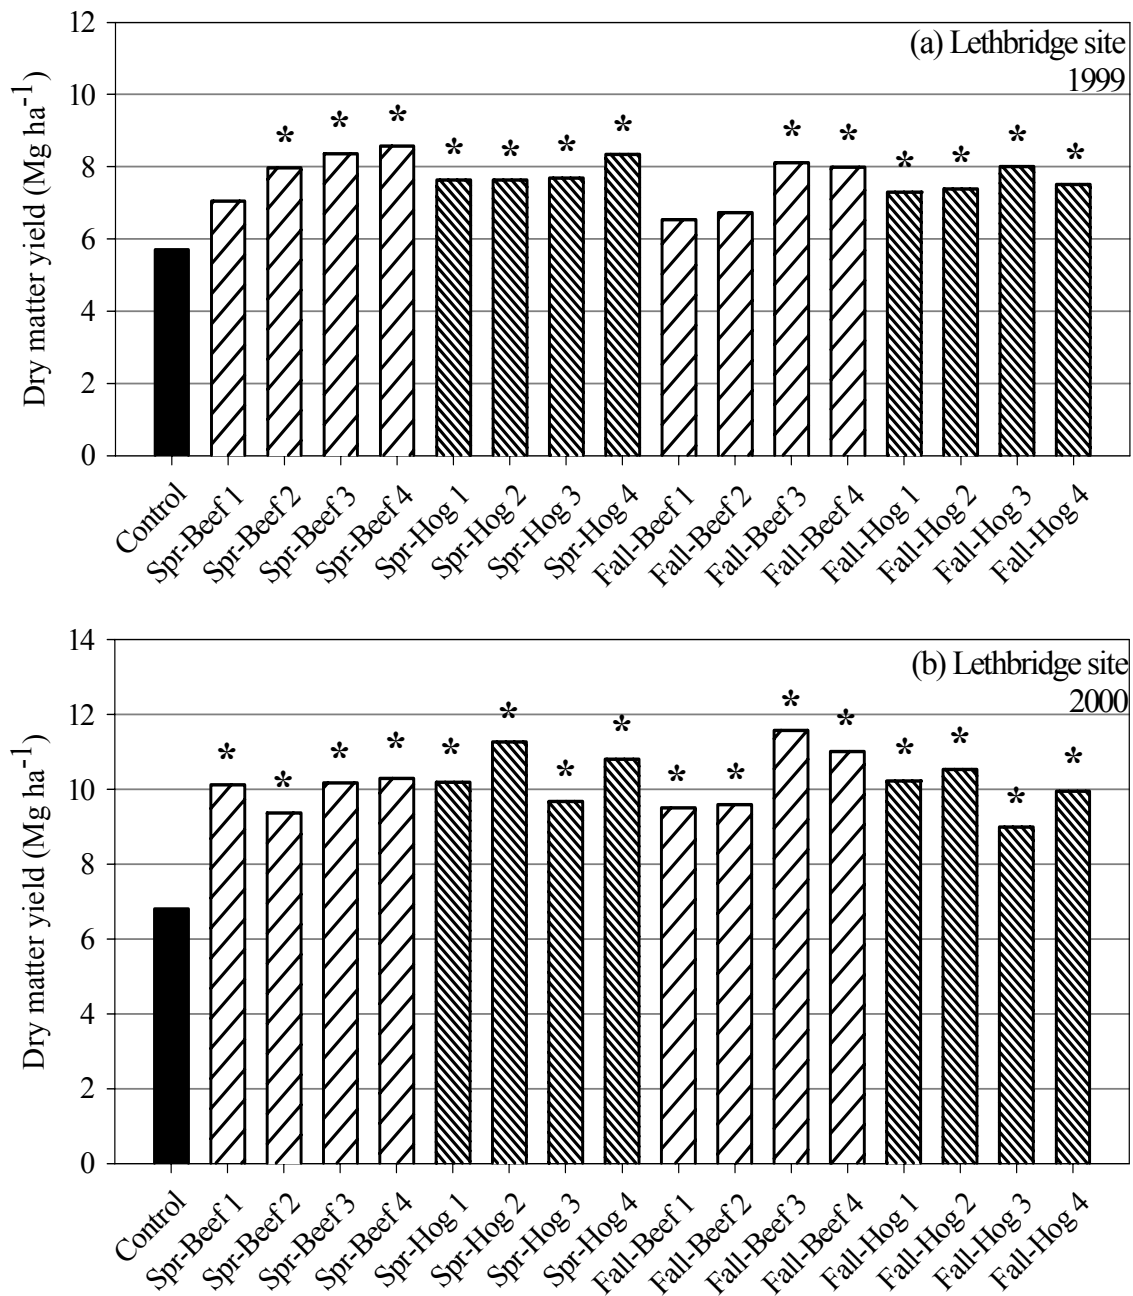 12
(a) Lethbridge site
1999
10
8
6
4
2
0
Dry matter yield (Mg ha-1)
* * * * * * * * * * * * *
Control
Spr-Beef 1
Spr-Beef 2
Spr-Beef 3
Spr-Beef 4
Spr-Hog 1
Spr-Hog 2
Spr-Hog 3
Spr-Hog 4
Fall-Beef 1
Fall-Beef 2
Fall-Beef 3
Fall-Beef 4
Fall-Hog 1
Fall-Hog 2
Fall-Hog 3
Fall-Hog 4
14
(b) Lethbridge site
2000
12
10
8
6
4
2
0
Dry matter yield (Mg ha-1)
* * * * * * * * * * * * * * * *
Control
Spr-Beef 1
Spr-Beef 2
Spr-Beef 3
Spr-Beef 4
Spr-Hog 1
Spr-Hog 2
Spr-Hog 3
Spr-Hog 4
Fall-Beef 1
Fall-Beef 2
Fall-Beef 3
Fall-Beef 4
Fall-Hog 1
Fall-Hog 2
Fall-Hog 3
Fall-Hog 4